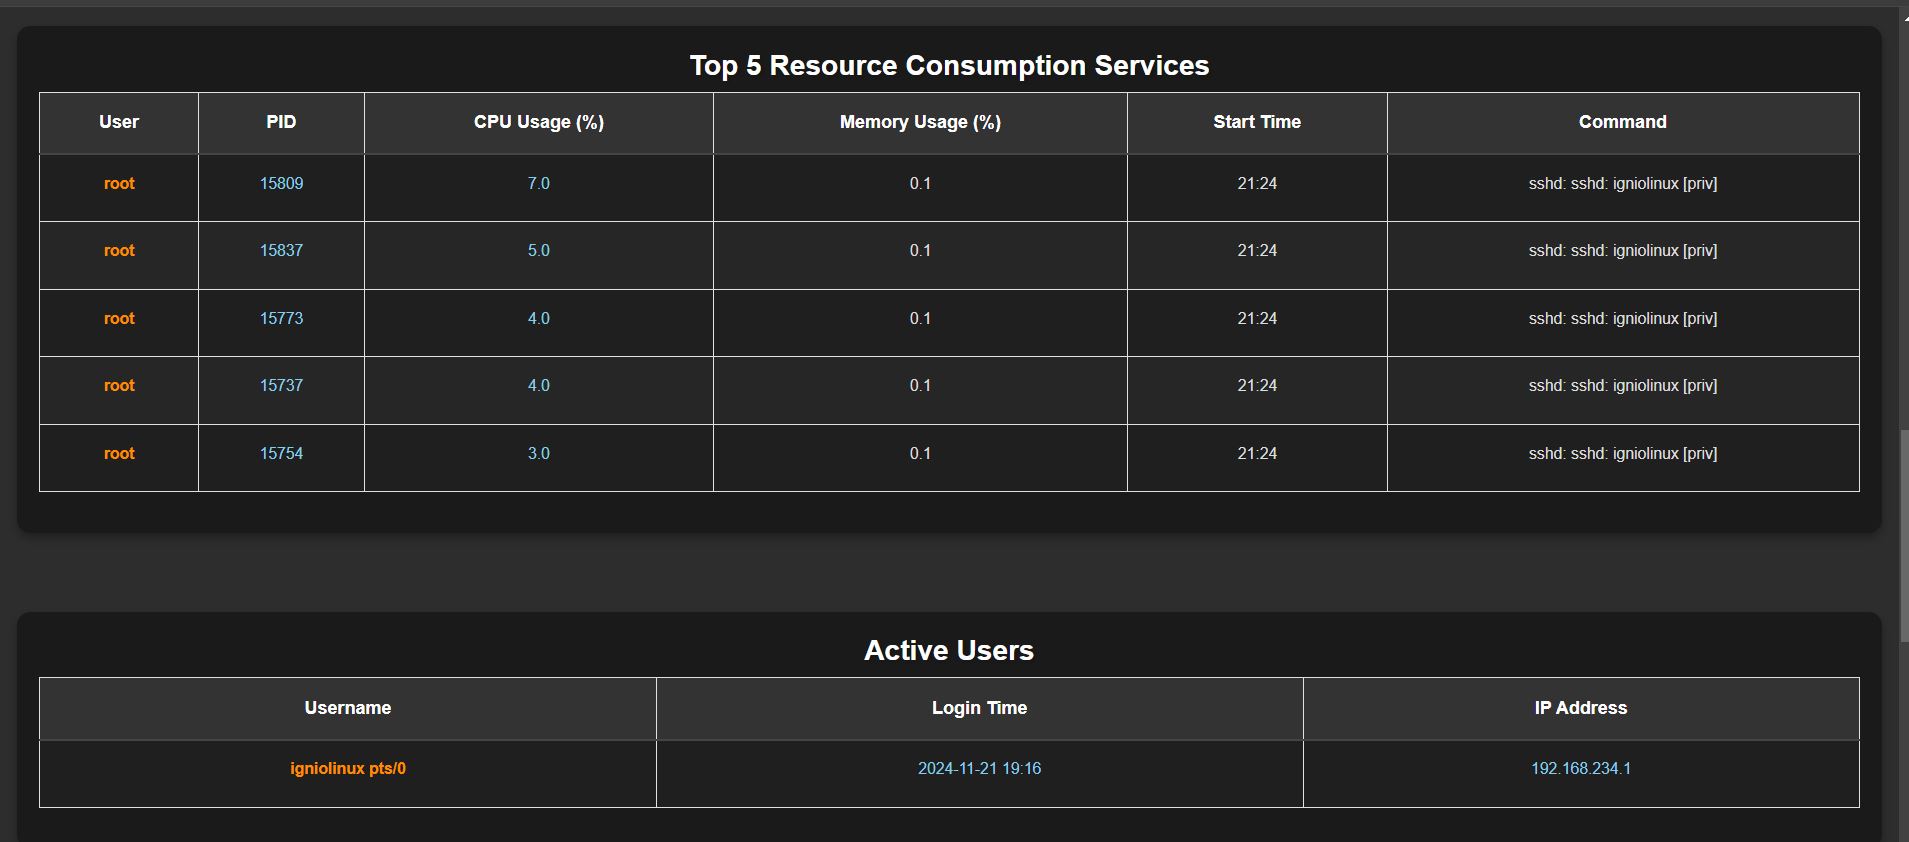 Top 5 Resource Consumption Services
User PID CPU Usage (%) Memory Usage (%) Start Time Command
root 15809 7.0 0.1 21:24 sshd: sshd: igniolinux [priv]
root 15837 5.0 0.1 21:24 sshd: sshd: igniolinux [priv]
root 15773 4.0 0.1 21:24 sshd: sshd: igniolinux [priv]
root 15737 4.0 0.1 21:24 sshd: sshd: igniolinux [priv]
root 15754 3.0 0.1 21:24 sshd: sshd: igniolinux [priv]
Active Users
Username Login Time IP Address
igniolinux pts/0 2024-11-21 19:16 192.168.234.1